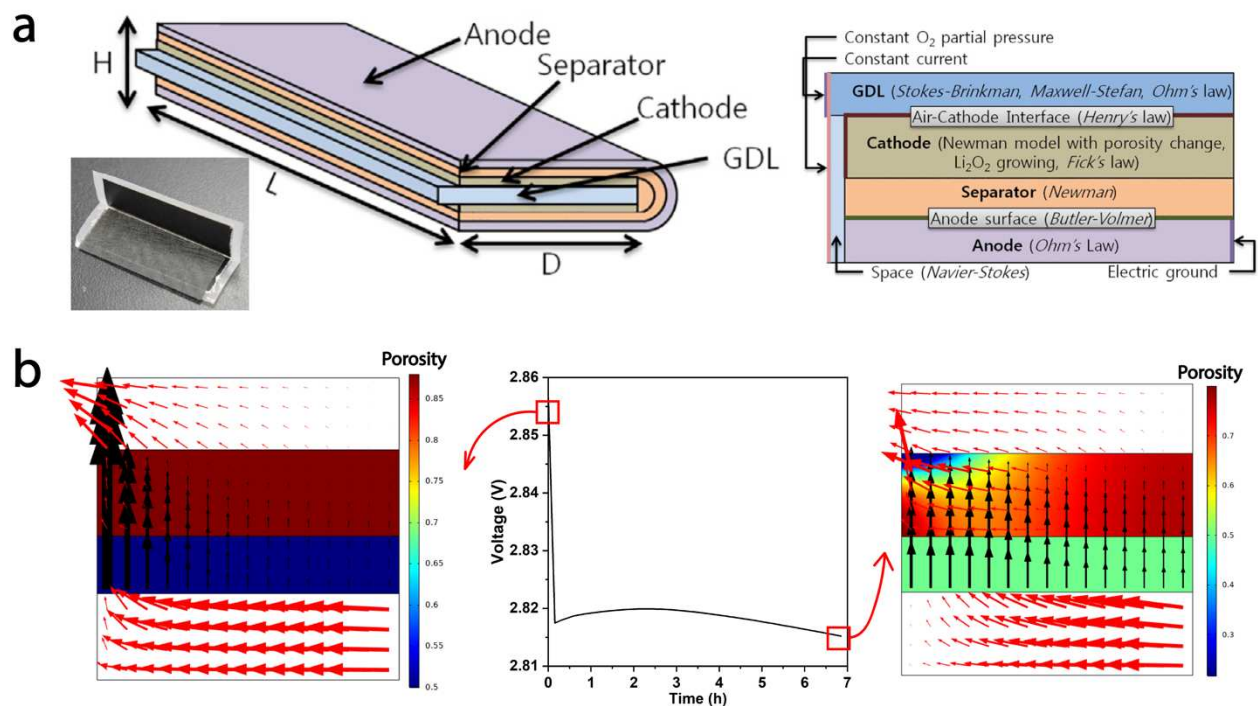 a
H
Anode
Separator
Cathode
GDL
L
D
Constant O₂ partial pressure
Constant current
GDL (Stokes-Brinkman, Maxwell-Stefan, Ohm's law)
Air-Cathode Interface (Henry's law)
Cathode (Newman model with porosity change,
Li₂O₂ growing, Fick's law)
Separator (Newman)
Anode surface (Butler-Volmer)
Anode (Ohm's Law)
Space (Navier-Stokes)
Electric ground
b
Porosity
0.85
0.8
0.75
0.7
0.65
0.6
0.55
0.5
2.86
2.85
2.84
2.83
2.82
2.81
Voltage (V)
0 1 2 3 4 5 6 7
Time (h)
Porosity
0.7
0.6
0.5
0.4
0.3